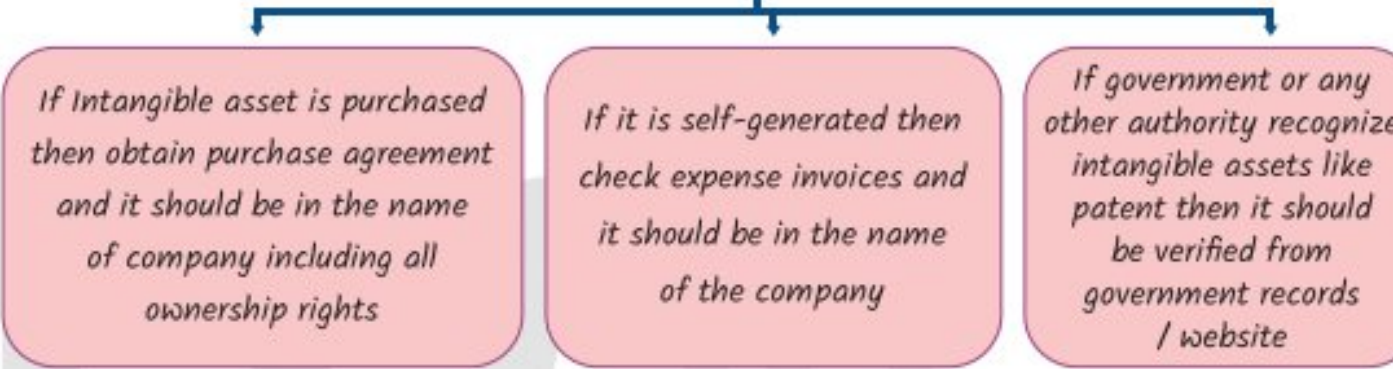 If Intangible asset is purchased
then obtain purchase agreement
and it should be in the name
of company including all
ownership rights
If it is self-generated then
check expense invoices and
it should be in the name
of the company
If government or any
other authority recognize
intangible assets like
patent then it should
be verified from
government records
/ website